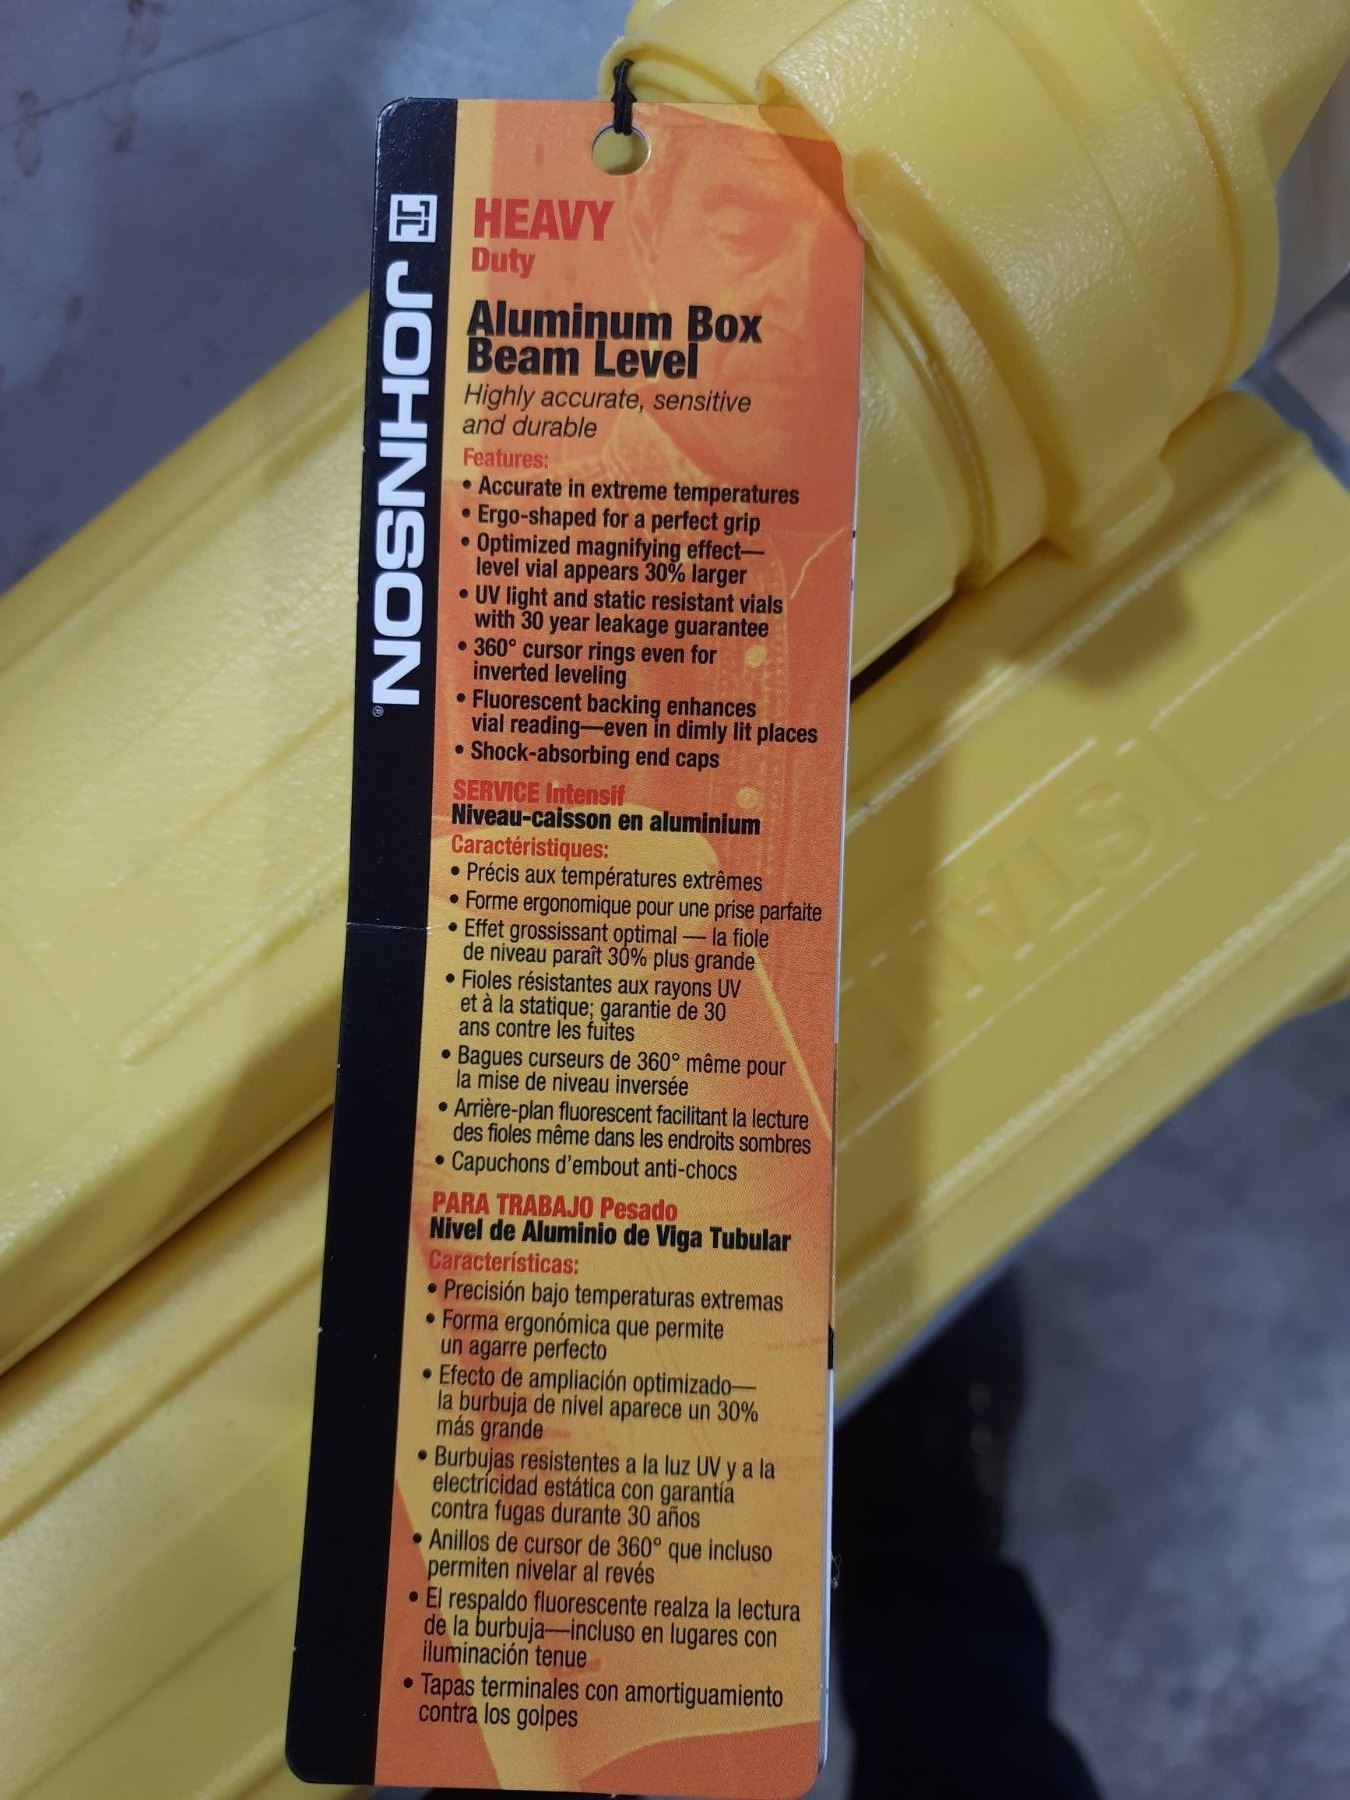 JOHNSON®
HEAVY
Duty
Aluminum Box
Beam Level
Highly accurate, sensitive
and durable
Features:
• Accurate in extreme temperatures
• Ergo-shaped for a perfect grip
• Optimized magnifying effect—
level vial appears 30% larger
• UV light and static resistant vials
with 30 year leakage guarantee
• 360° cursor rings even for
inverted leveling
• Fluorescent backing enhances
vial reading—even in dimly lit places
• Shock-absorbing end caps
SERVICE Intensif
Niveau-caisson en aluminium
Caractéristiques:
• Précis aux températures extrêmes
• Forme ergonomique pour une prise parfaite
• Effet grossissant optimal — la fiole
de niveau paraît 30% plus grande
• Fioles résistantes aux rayons UV
et à la statique; garantie de 30
ans contre les fuites
• Bagues curseurs de 360° même pour
la mise de niveau inversée
• Arrière-plan fluorescent facilitant la lecture
des fioles même dans les endroits sombres
• Capuchons d'embout anti-chocs
PARA TRABAJO Pesado
Nivel de Aluminio de Viga Tubular
Características:
• Precisión bajo temperaturas extremas
• Forma ergonómica que permite
un agarre perfecto
• Efecto de ampliación optimizado—
la burbuja de nivel aparece un 30%
más grande
• Burbujas resistentes a la luz UV y a la
electricidad estática con garantía
contra fugas durante 30 años
• Anillos de cursor de 360° que incluso
permiten nivelar al revés
• El respaldo fluorescente realza la lectura
de la burbuja—incluso en lugares con
iluminación tenue
• Tapas terminales con amortiguamiento
contra los golpes